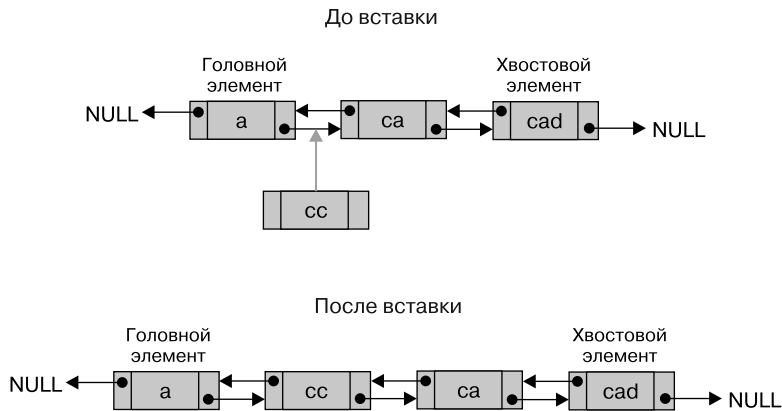 До вставки
Головной
элемент
Хвостовой
элемент
NULL
a
ca
cad
NULL
cc
После вставки
Головной
элемент
Хвостовой
элемент
NULL
a
cc
ca
cad
NULL